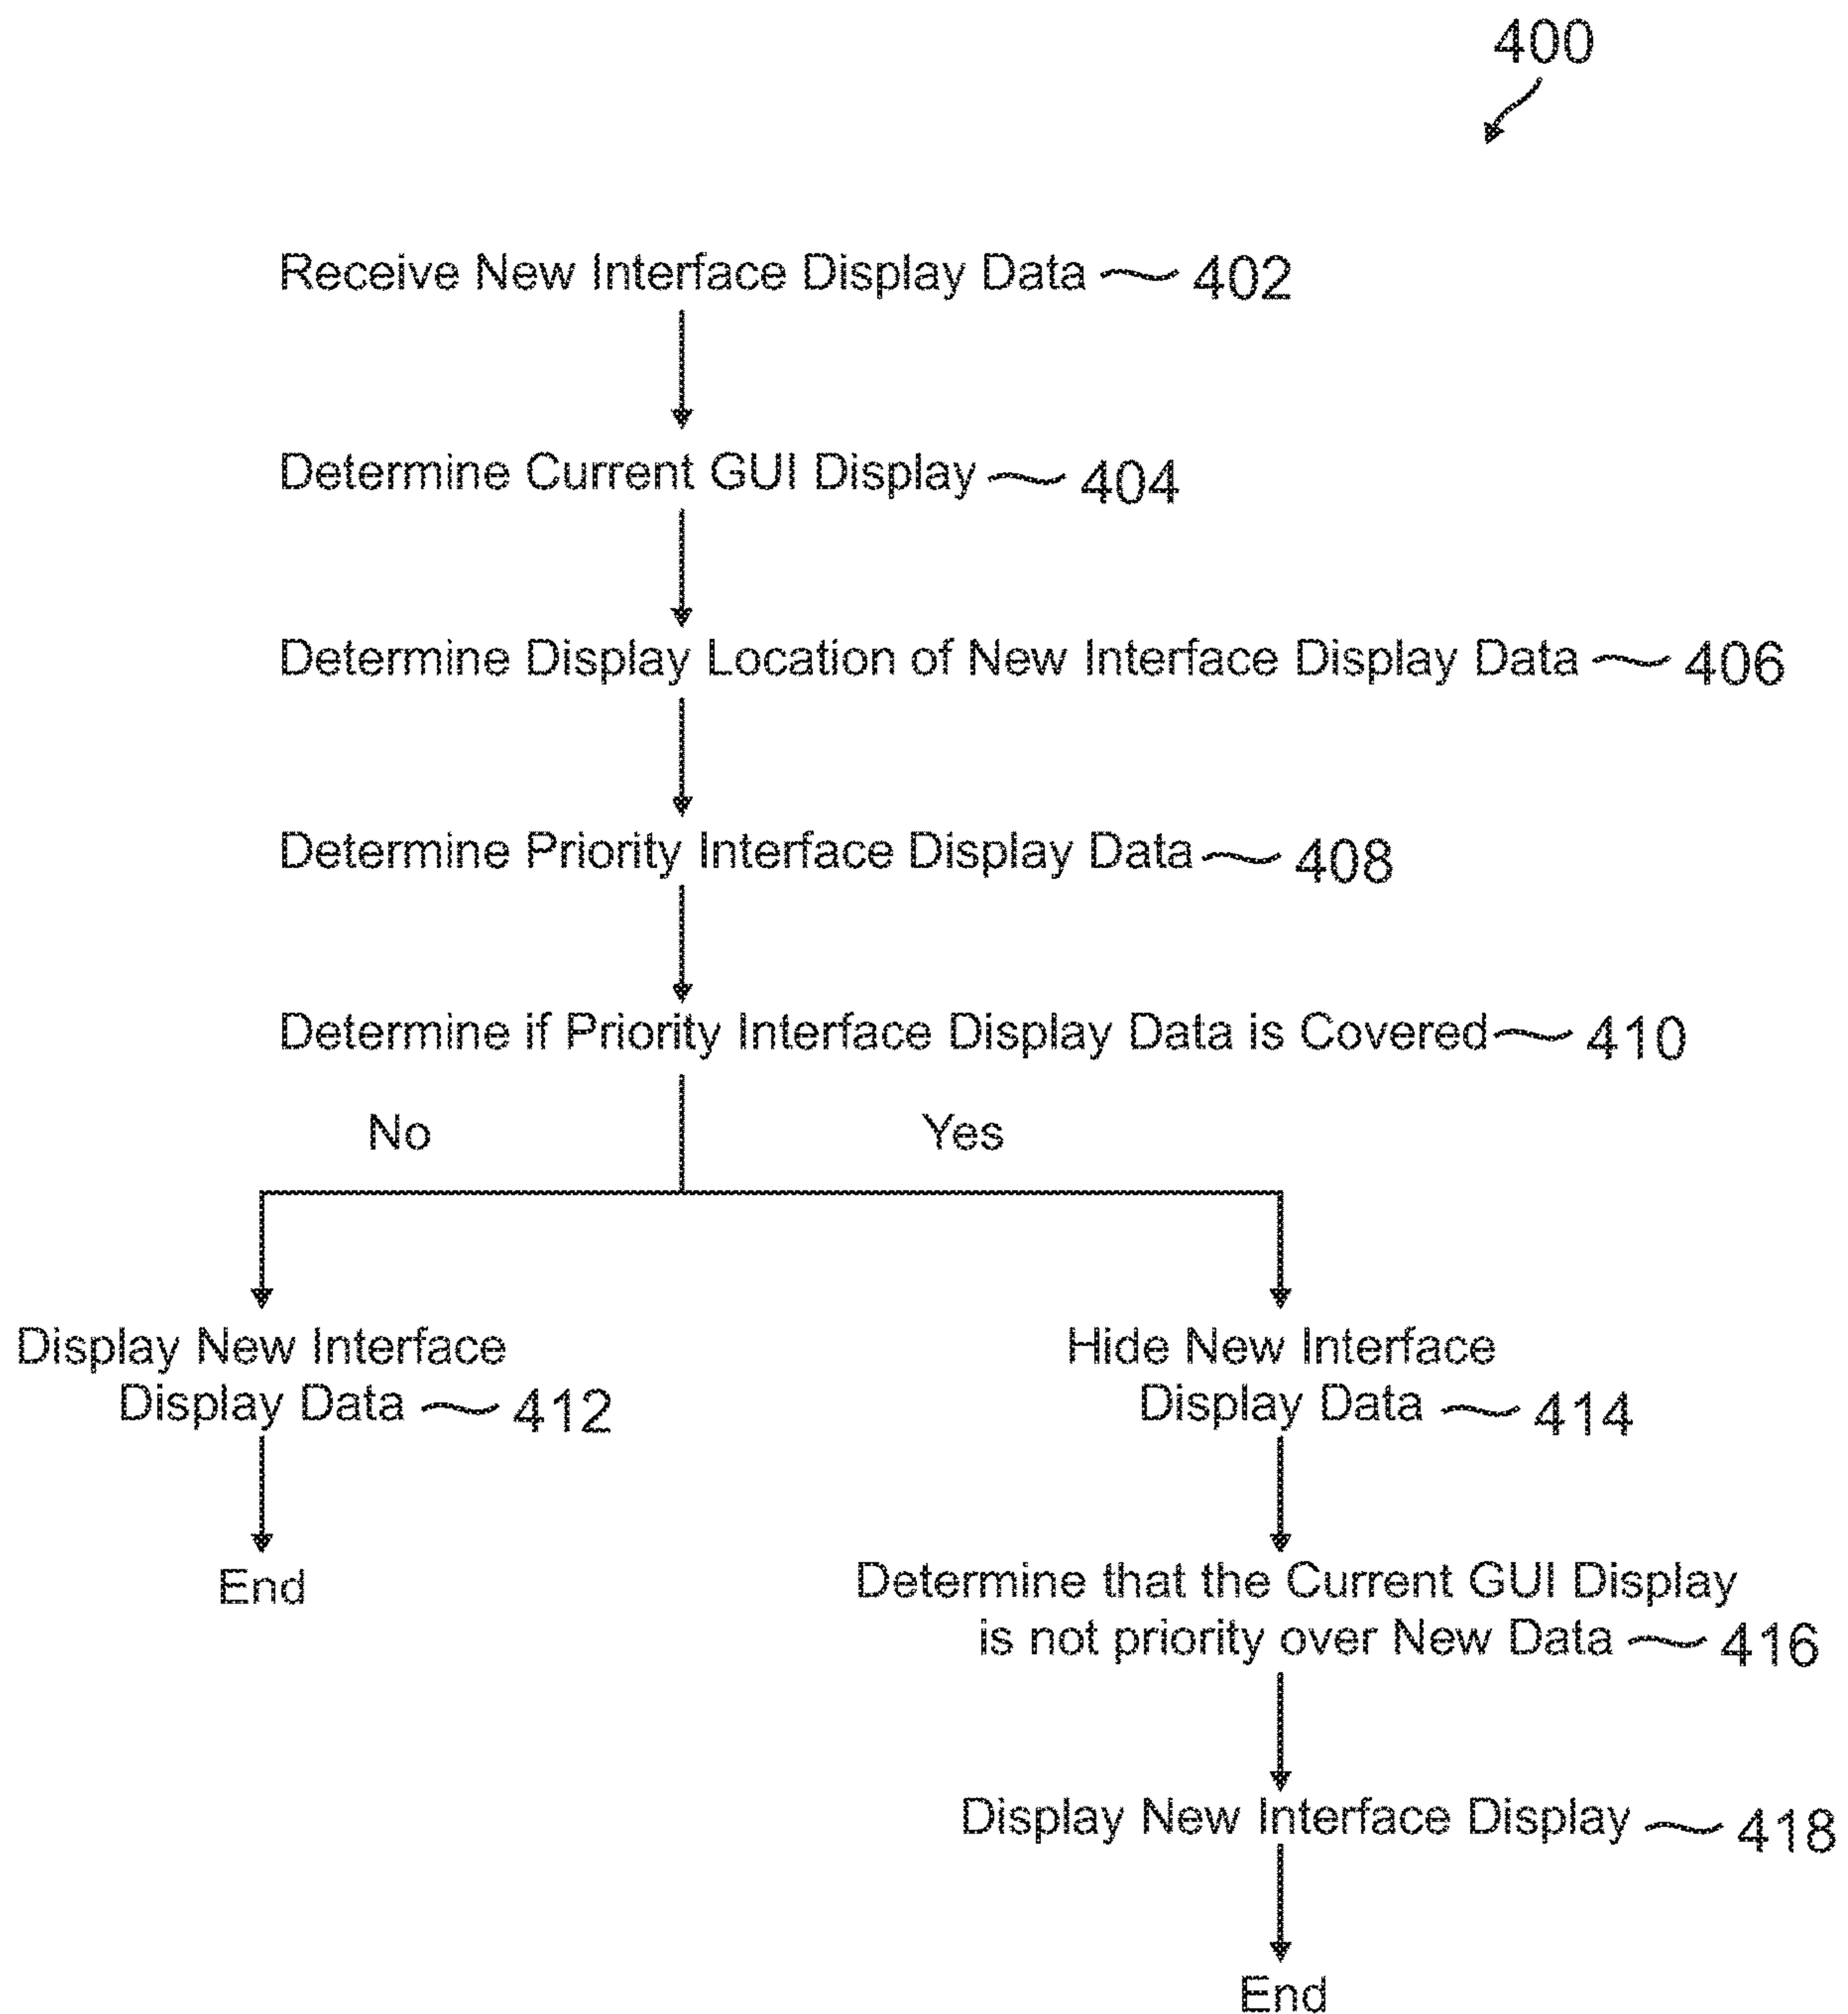 400
Receive New Interface Display Data 402
Determine Current GUI Display 404
Determine Display Location of New Interface Display Data 406
Determine Priority Interface Display Data 408
Determine if Priority Interface Display Data is Covered 410
No
Yes
Display New Interface
Display Data 412
End
Hide New Interface
Display Data 414
Determine that the Current GUI Display
is not priority over New Data 416
Display New Interface Display 418
End